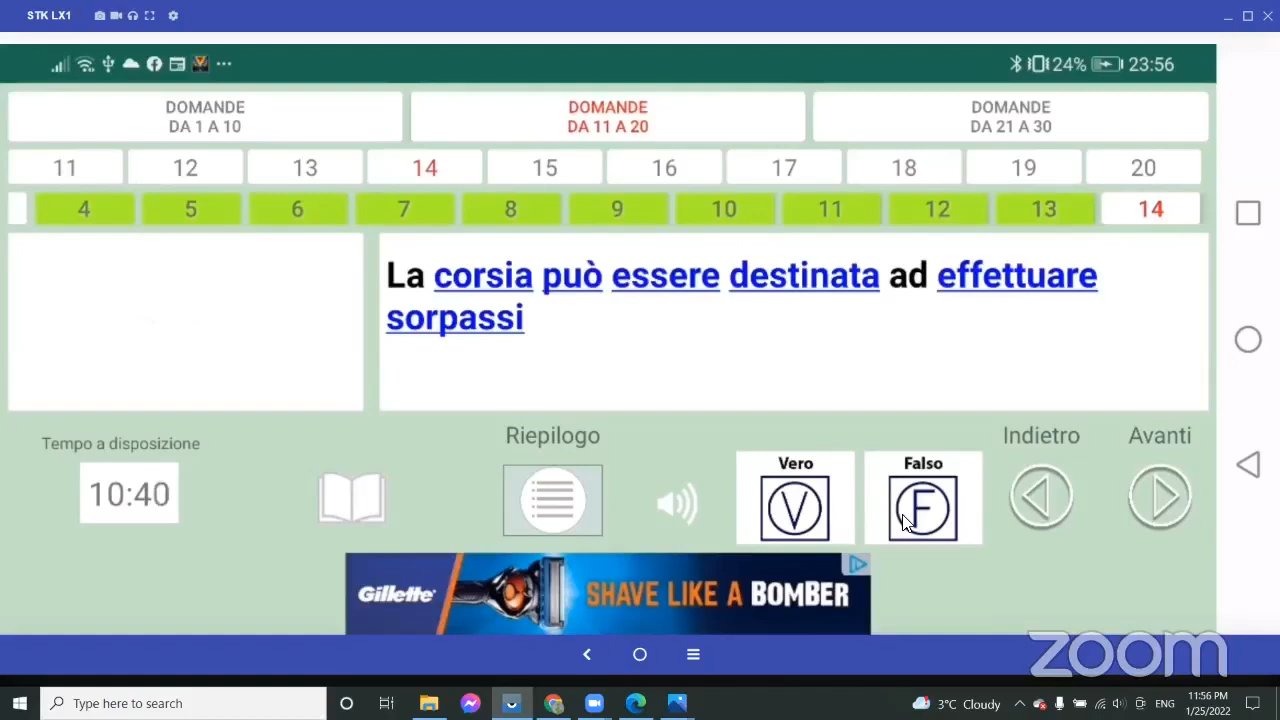 STK LX1
24% 23:56
DOMANDE
DA 1 A 10
DOMANDE
DA 11 A 20
DOMANDE
DA 21 A 30
11 12 13 14 15 16 17 18 19 20
4 5 6 7 8 9 10 11 12 13 14
La corsia può essere destinata ad effettuare
sorpassi
Tempo a disposizione
10:40
Riepilogo
Vero
V
Falso
F
Indietro
Avanti
Gillette
SHAVE LIKE A BOMBER
zoom
Type here to search
3°C Cloudy
ENG
11:56 PM
1/25/2022